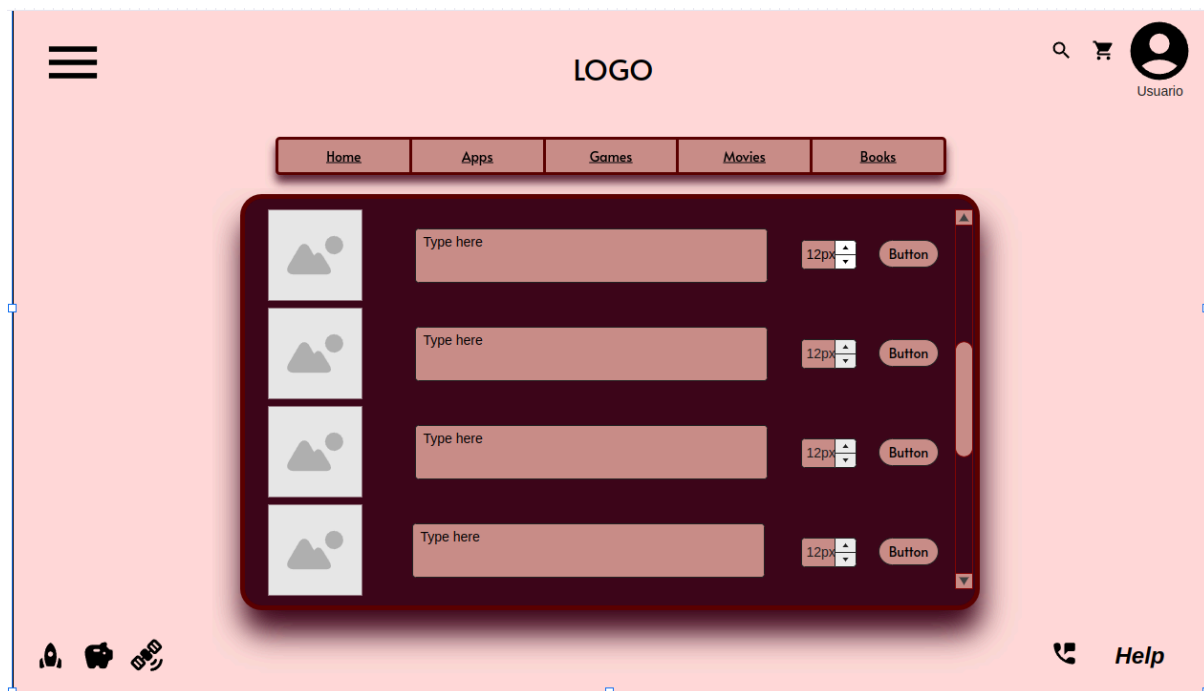 LOGO
Usuario
Home Apps Games Movies Books
Type here
12px Button
Type here
12px Button
Type here
12px Button
Type here
12px Button
Help